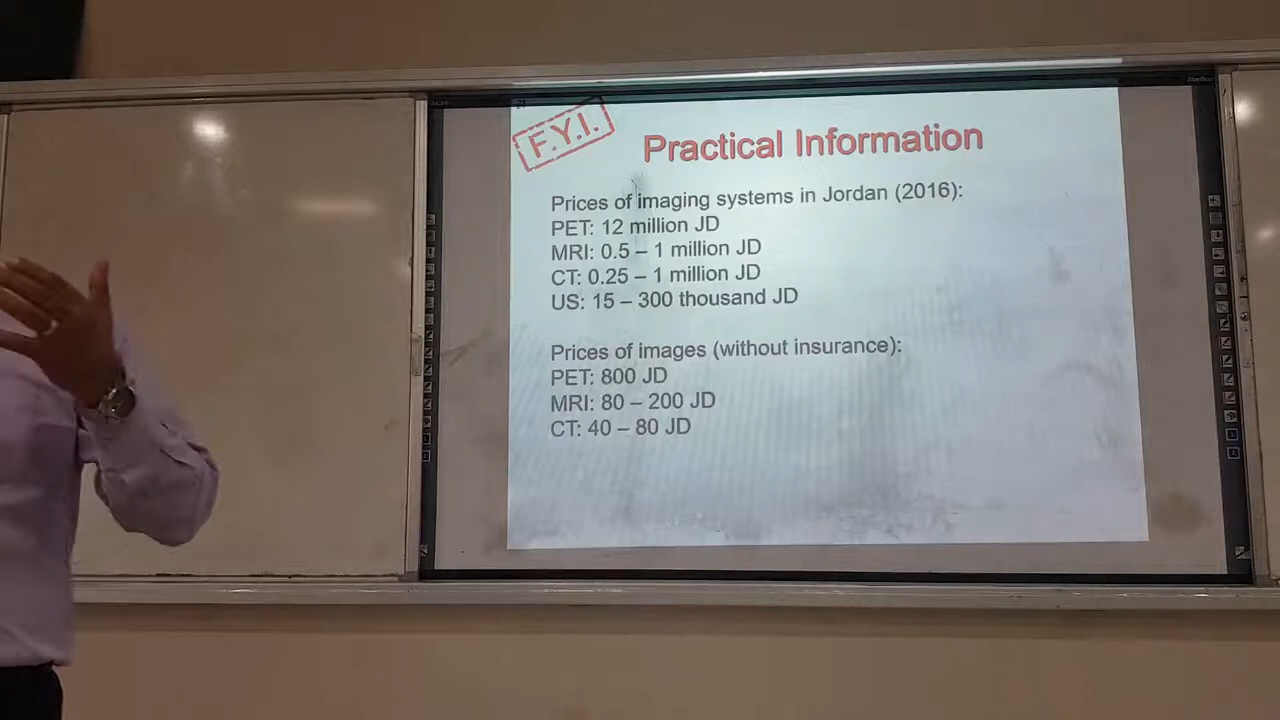 F.Y.I.
Practical Information
Prices of imaging systems in Jordan (2016):
PET: 12 million JD
MRI: 0.5 – 1 million JD
CT: 0.25 – 1 million JD
US: 15 – 300 thousand JD
Prices of images (without insurance):
PET: 800 JD
MRI: 80 – 200 JD
CT: 40 – 80 JD